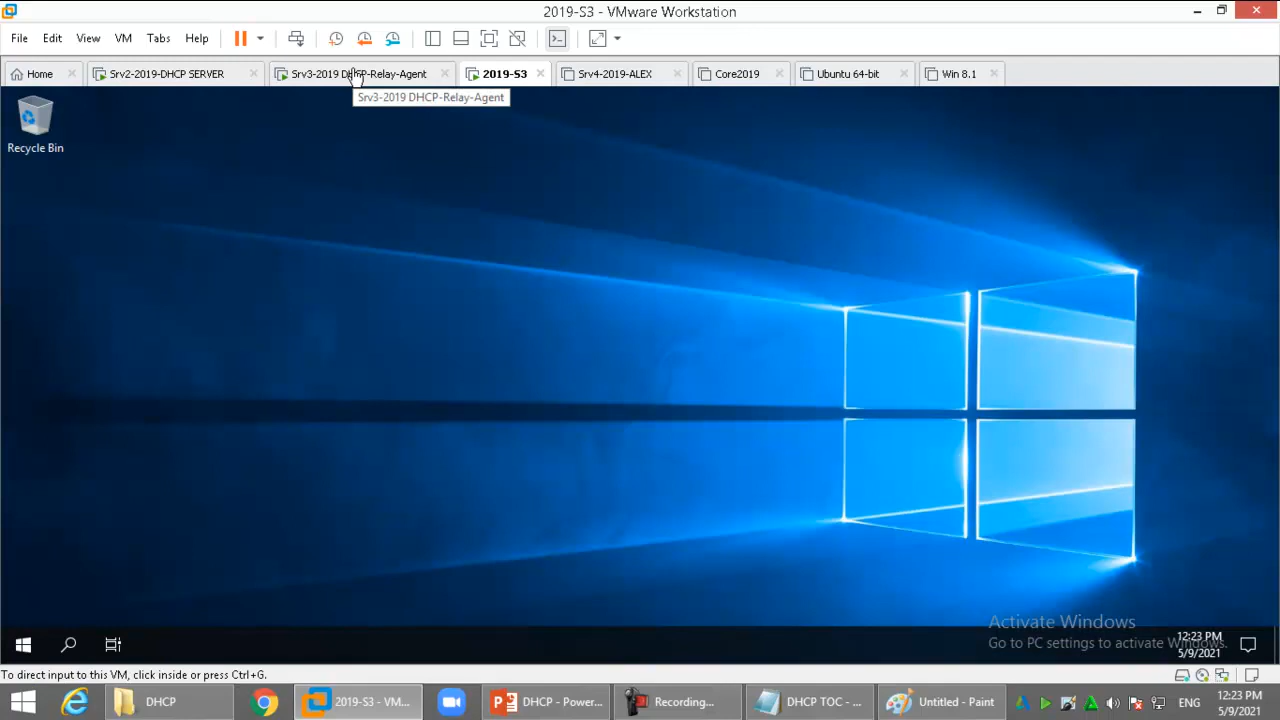 2019-S3 - VMware Workstation
File Edit View VM Tabs Help
Home Srv2-2019-DHCP SERVER Srv3-2019 DHCP-Relay-Agent 2019-S3 Srv4-2019-ALEX Core2019 Ubuntu 64-bit Win 8.1
Srv3-2019 DHCP-Relay-Agent
Recycle Bin
Activate Windows
Go to PC settings to activate Windows.
12:23 PM
5/9/2021
To direct input to this VM, click inside or press Ctrl+G.
DHCP 2019-S3 - VM... DHCP - Power... Recording... DHCP TOC - ... Untitled - Paint ENG 12:23 PM
5/9/2021